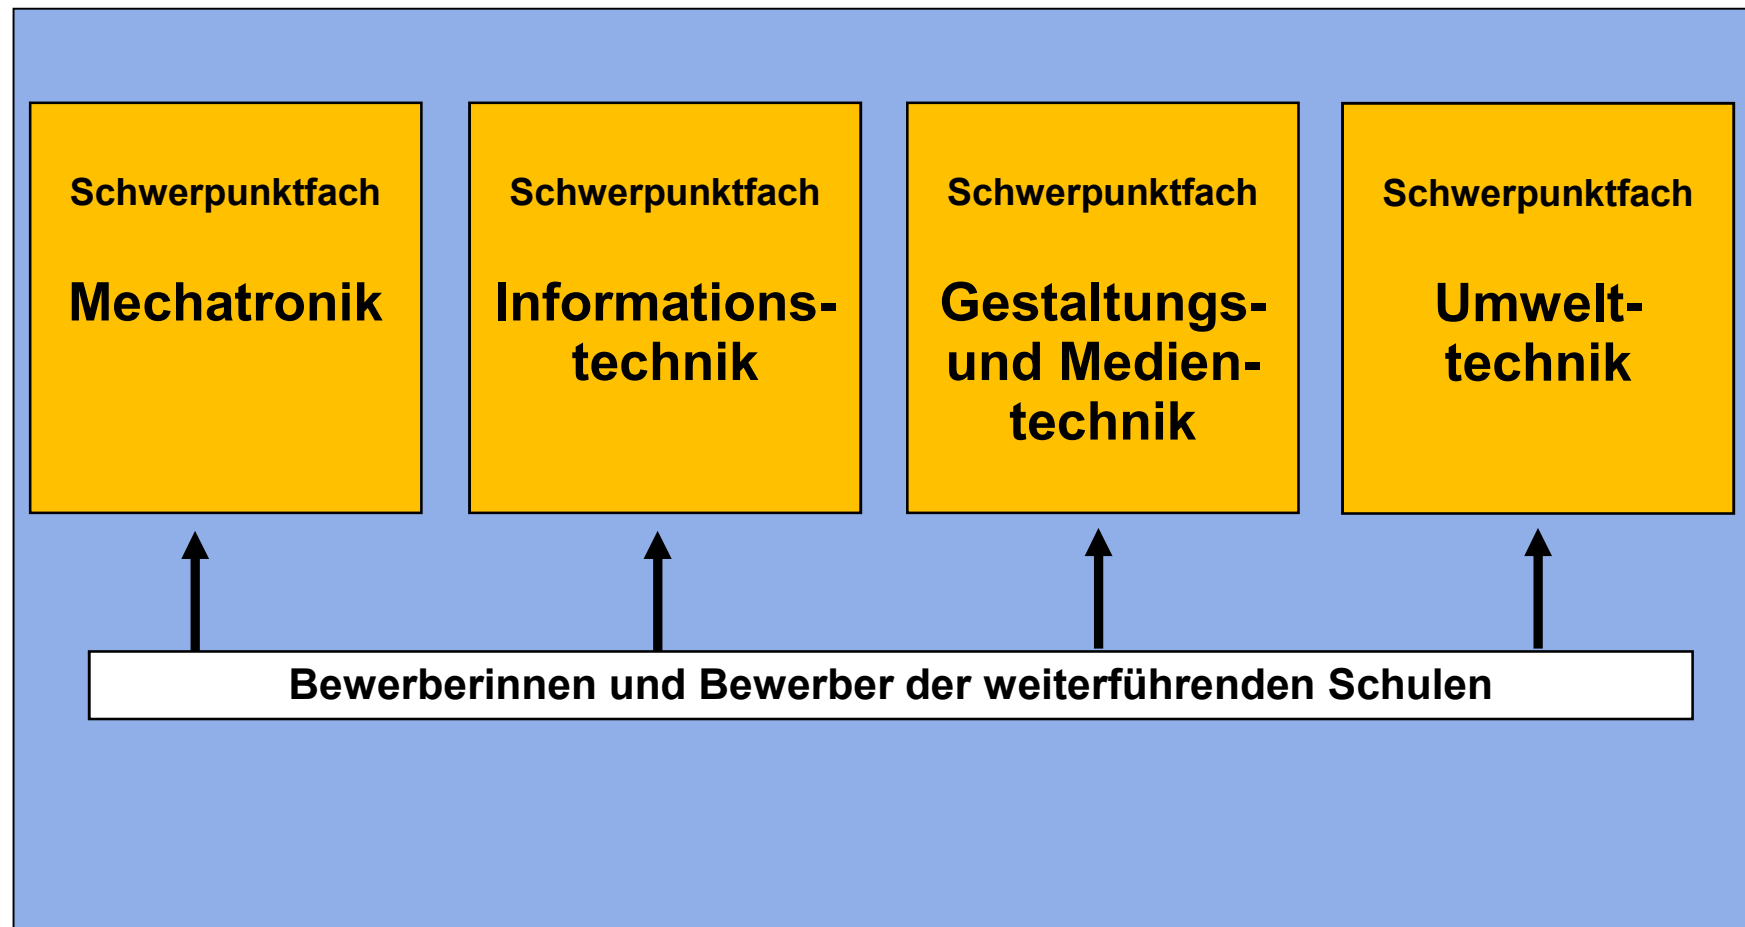 Schwerpunktfach
Mechatronik
Schwerpunktfach
Informations-
technik
Schwerpunktfach
Gestaltungs-
und Medien-
technik
Schwerpunktfach
Umwelt-
technik
Bewerberinnen und Bewerber der weiterführenden Schulen